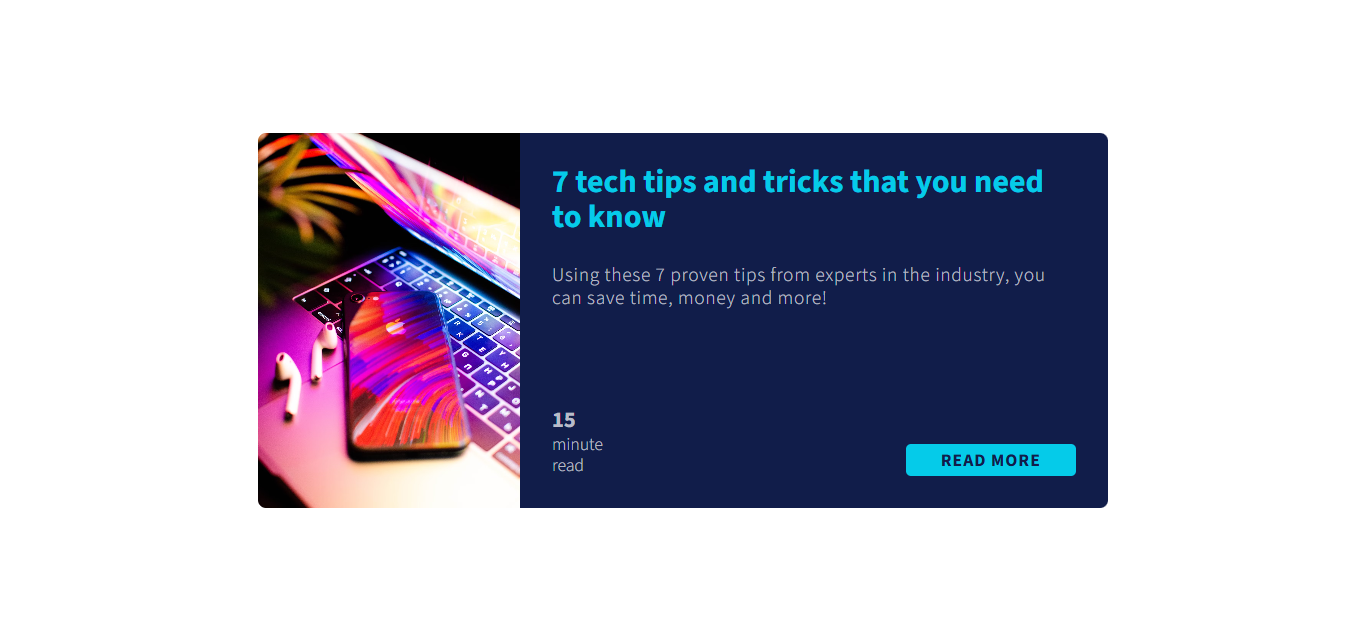 7 tech tips and tricks that you need
to know
Using these 7 proven tips from experts in the industry, you
can save time, money and more!
15
minute
read
READ MORE